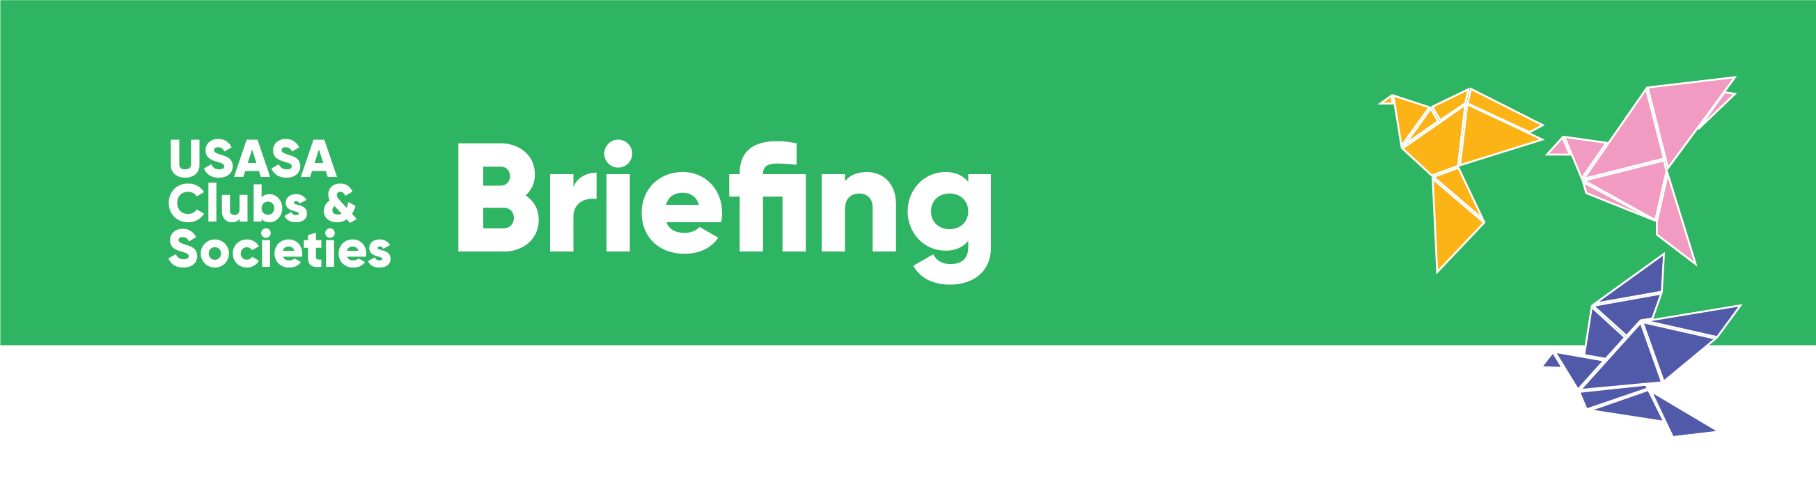 USASA
Clubs &
Societies
Briefing